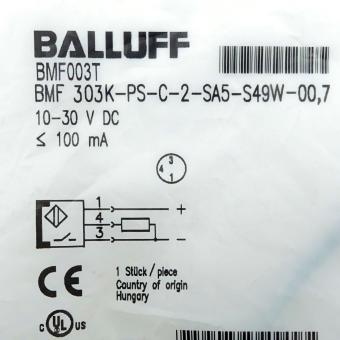 BALLUFF
BMF003T
BMF 303K-PS-C-2-SA5-S49W-00,7
10-30 V DC
≤ 100 mA
3
4
1
1 +
4
3 -
CE
1 Stück/piece
Country of origin
Hungary
c UL US